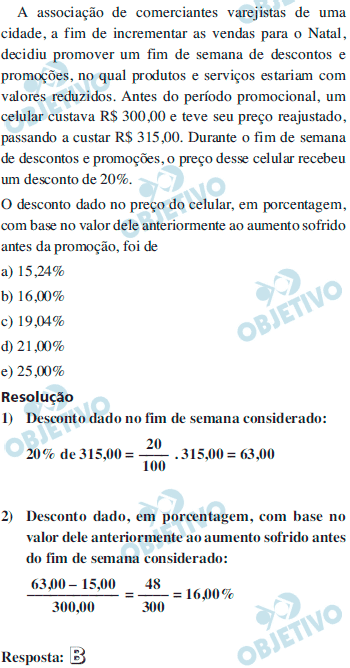 A associação de comerciantes varejistas de uma
cidade, a fim de incrementar as vendas para o Natal,
decidiu promover um fim de semana de descontos e
promoções, no qual produtos e serviços estariam com
valores reduzidos. Antes do período promocional, um
celular custava R$ 300,00 e teve seu preço reajustado,
passando a custar R$ 315,00. Durante o fim de semana
de descontos e promoções, o preço desse celular recebeu
um desconto de 20%.
O desconto dado no preço do celular, em porcentagem,
com base no valor dele anteriormente ao aumento sofrido
antes da promoção, foi de
a) 15,24%
b) 16,00%
c) 19,04%
d) 21,00%
e) 25,00%
Resolução
1) Desconto dado no fim de semana considerado:
20% de 315,00 = 20/100 . 315,00 = 63,00
2) Desconto dado, em porcentagem, com base no
valor dele anteriormente ao aumento sofrido antes
do fim de semana considerado:
63,00 – 15,00/300,00 = 48/300 = 16,00%
Resposta: B
OBJETIVO
OBJETIVO
OBJETIVO
OBJETIVO
OBJETIVO
OBJETIVO